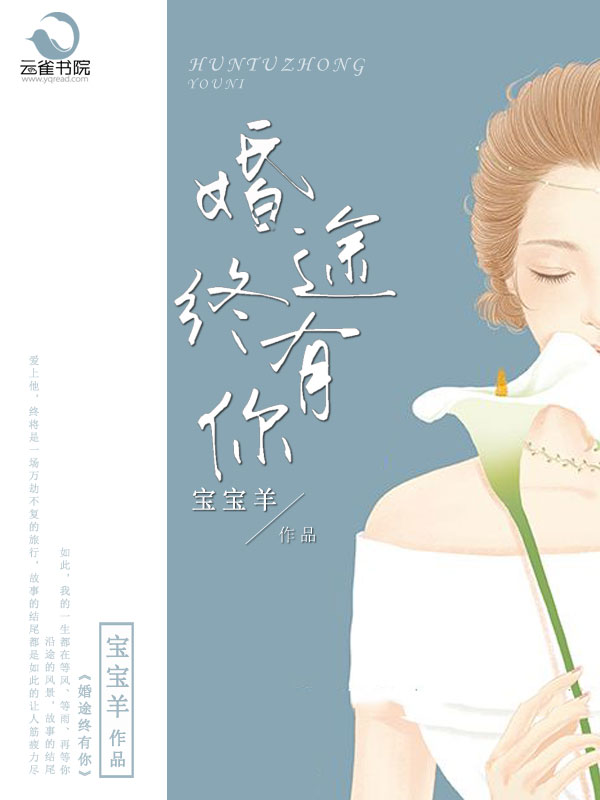 云雀书院
www.yqread.com
HUNTUZHONG
YOUNI
婚途
终有
你
宝宝羊
作品
爱上他，终将是一场万劫不复的旅行，故事的结尾都是如此的让人筋疲力尽
沿途的风景、故事的结尾
如此，我的一生都在等风、等雨、再等你
《婚途终有你》
宝宝羊 作品